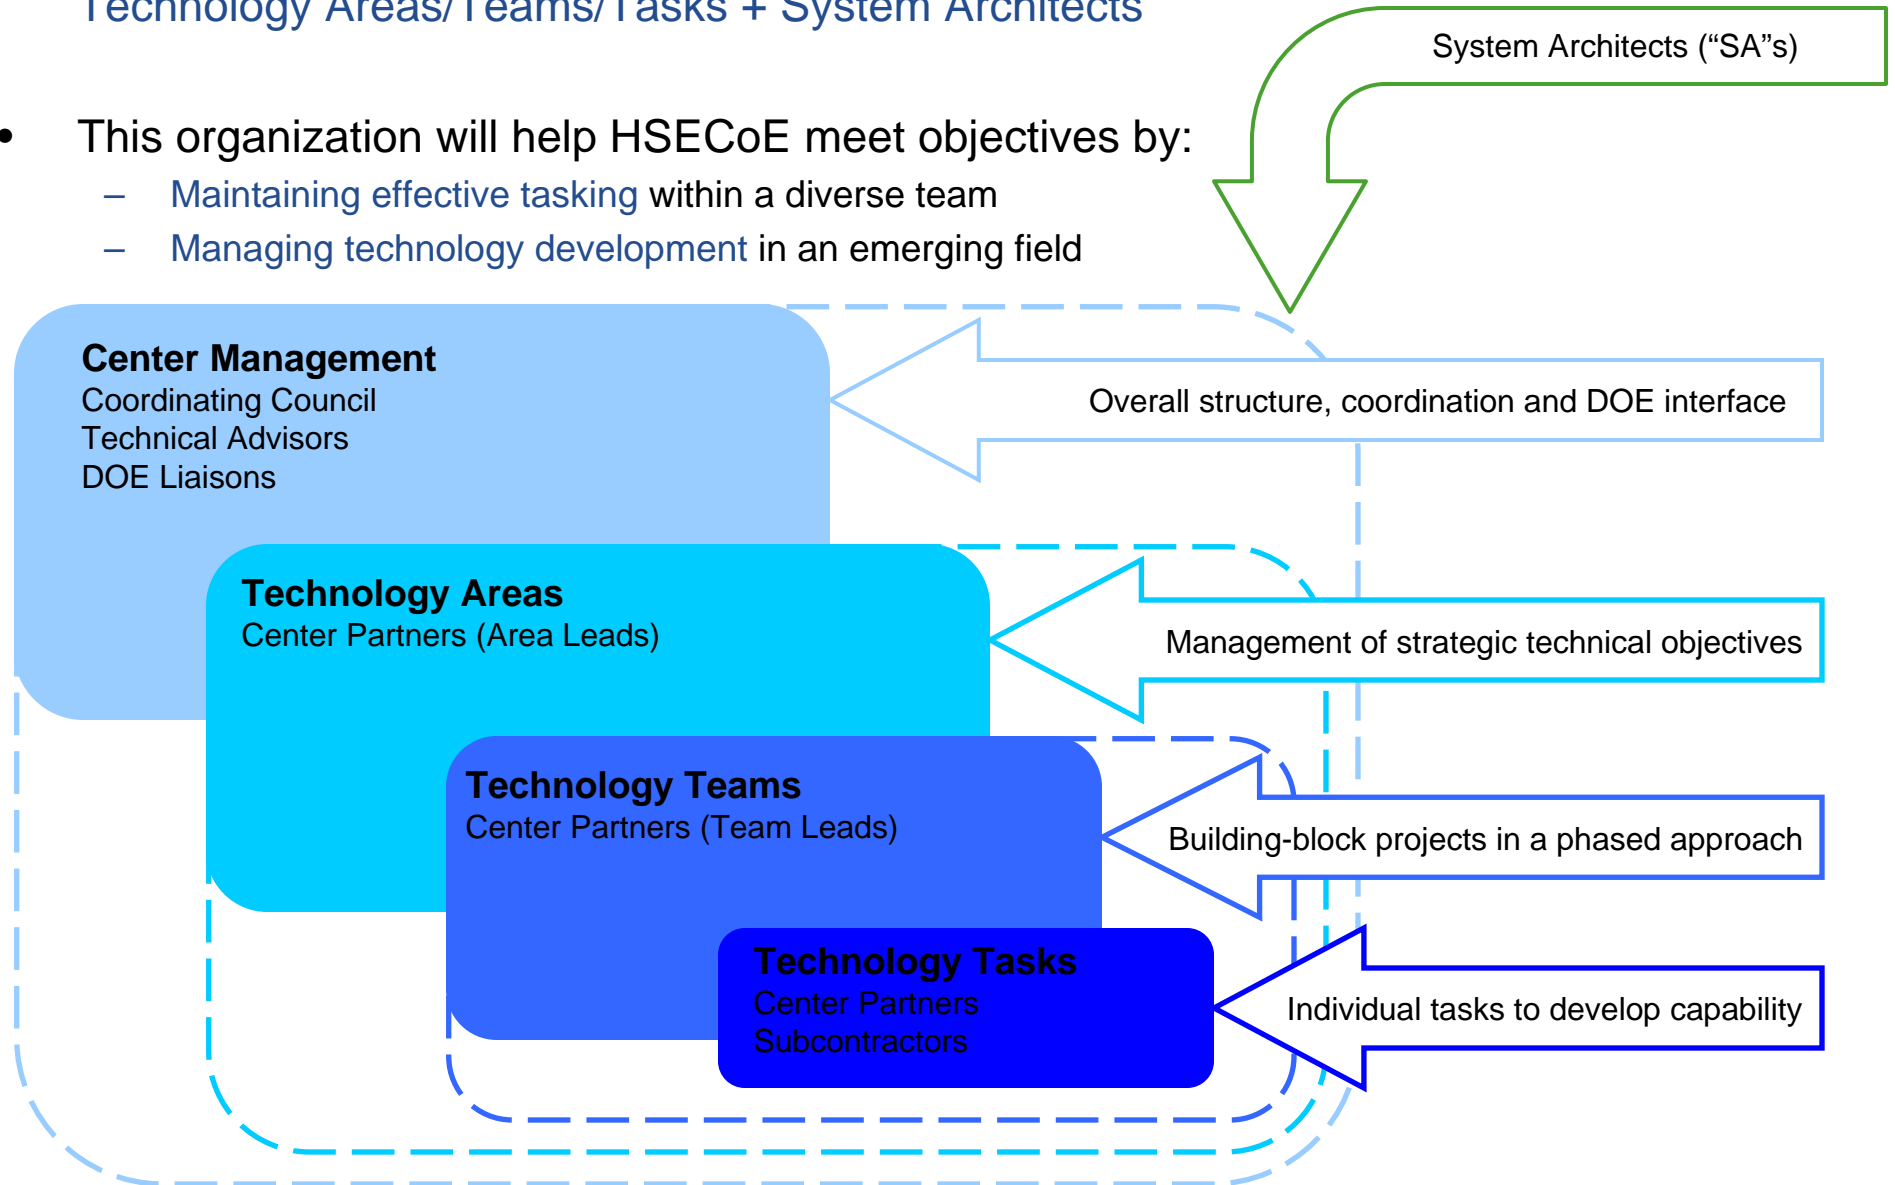 Technology Areas/Teams/Tasks + System Architects
System Architects (“SA”s)
• This organization will help HSECoE meet objectives by:
– Maintaining effective tasking within a diverse team
– Managing technology development in an emerging field
Center Management
Coordinating Council
Technical Advisors
DOE Liaisons
Overall structure, coordination and DOE interface
Technology Areas
Center Partners (Area Leads)
Management of strategic technical objectives
Technology Teams
Center Partners (Team Leads)
Building-block projects in a phased approach
Technology Tasks
Center Partners
Subcontractors
Individual tasks to develop capability